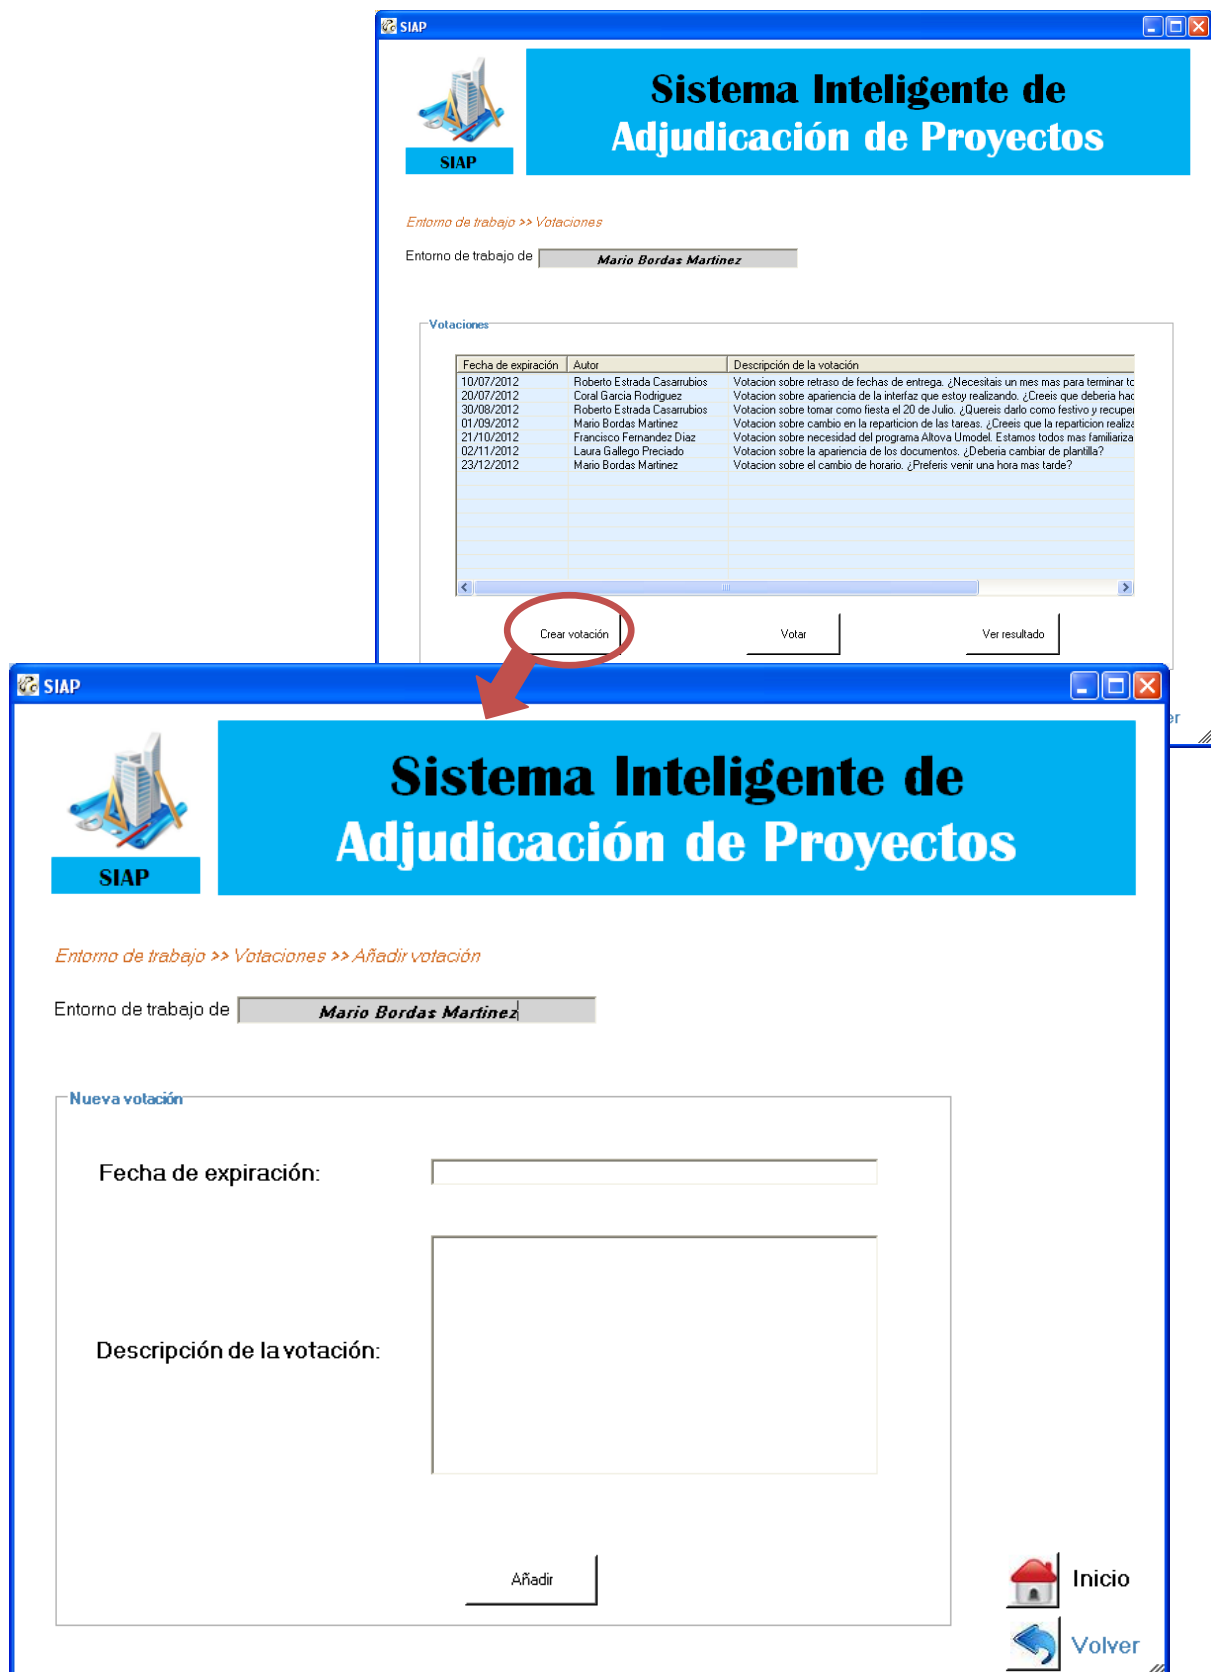 SIAP
Sistema Inteligente de
Adjudicación de Proyectos
SIAP
Entorno de trabajo >> Votaciones
Entorno de trabajo de Mario Bordas Martinez
Votaciones
Fecha de expiración Autor Descripción de la votación
10/07/2012 Roberto Estrada Casarrubios Votacion sobre retraso de fechas de entrega. ¿Necesitais un mes mas para terminar to
20/07/2012 Coral Garcia Rodriguez Votacion sobre apariencia de la interfaz que estoy realizando. ¿Creeis que deberia hac
30/08/2012 Roberto Estrada Casarrubios Votacion sobre tomar como fiesta el 20 de Julio. ¿Quereis darlo como festivo y recuper
01/09/2012 Mario Bordas Martinez Votacion sobre cambio en la reparticion de las tareas. ¿Creeis que la reparticion realiza
21/10/2012 Francisco Fernandez Diaz Votacion sobre necesidad del programa Altova Umodel. Estamos todos mas familiariza
02/11/2012 Laura Gallego Preciado Votacion sobre la apariencia de los documentos. ¿Deberia cambiar de plantilla?
23/12/2012 Mario Bordas Martinez Votacion sobre el cambio de horario. ¿Preferis venir una hora mas tarde?
Crear votación Votar Ver resultado
er
SIAP
Sistema Inteligente de
Adjudicación de Proyectos
SIAP
Entorno de trabajo >> Votaciones >> Añadir votación
Entorno de trabajo de Mario Bordas Martinez
Nueva votación
Fecha de expiración:
Descripción de la votación:
Añadir
Inicio
Volver